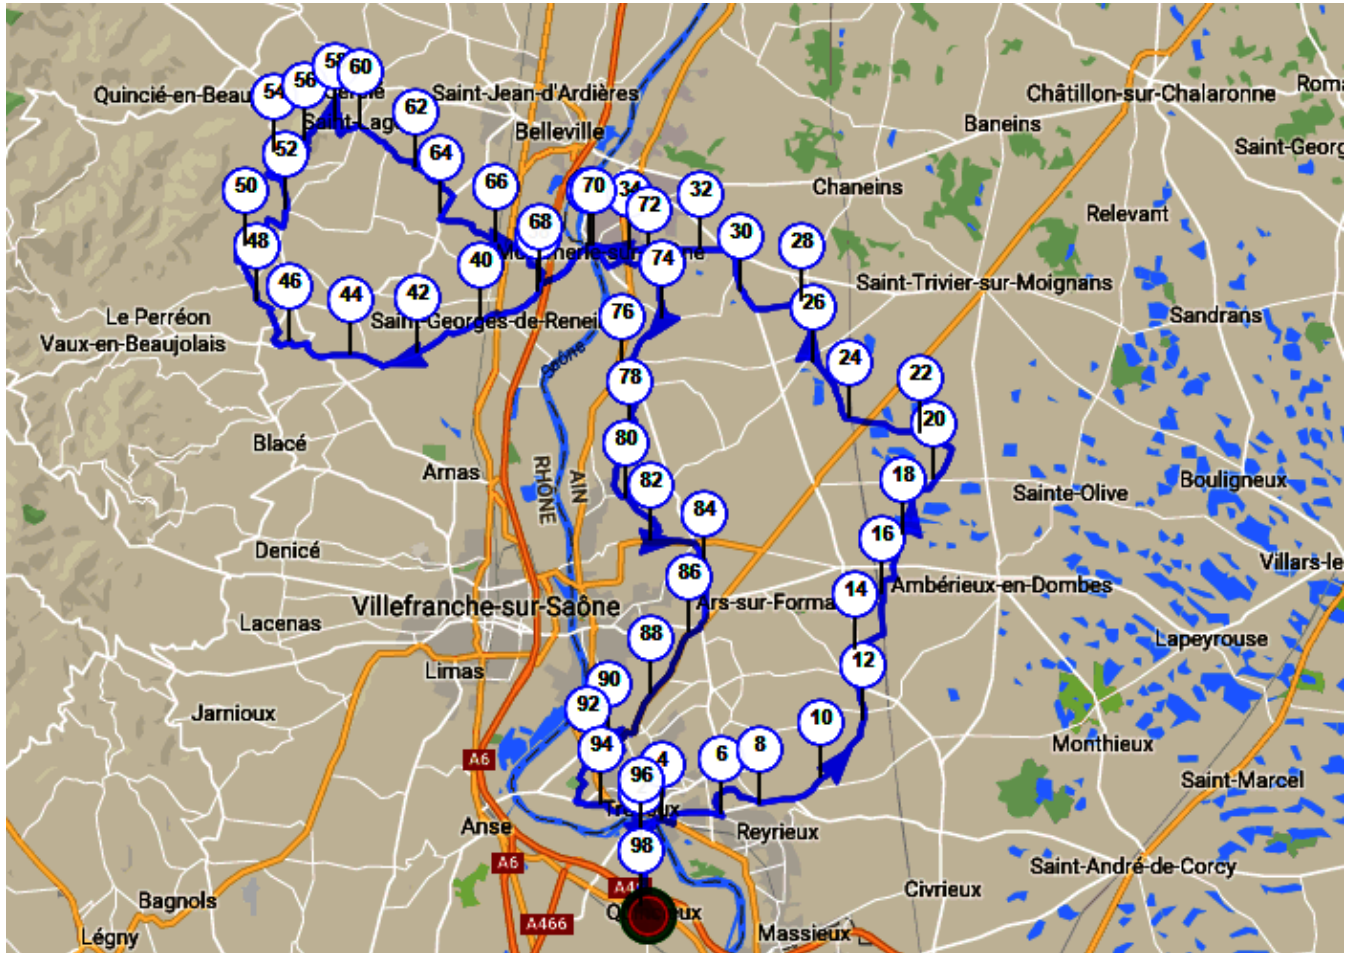 58
56
60
54
Quincié-en-Beau
62
Saint-Jean-d'Ardières
Châtillon-sur-Chalaronne
Saint-Lag
Belleville
Baneins
52
64
50
66
70
34
72
32
Chaneins
Relevant
48
68
30
28
40
74
46
44
42
26
Saint-Trivier-sur-Moignans
Le Perréon
Saint-Georges-de-Renei
76
Sandrans
Vaux-en-Beaujolais
Saône
24
78
22
Blacé
80
20
Arnas
RHÔNE
AIN
82
18
Sainte-Olive
Bouligneux
84
16
Denicé
Villars-le
86
14
Ambérieux-en-Dombes
Villefranche-sur-Saône
Ars-sur-Forma
Lacenas
88
Lapeyrouse
Limas
12
90
92
Jarnioux
10
94
A6
4
6
8
Monthieux
96
Saint-Marcel
Anse
Reyrieux
98
A6
Saint-André-de-Corcy
Bagnols
Civrieux
A466
Légny
Massieux